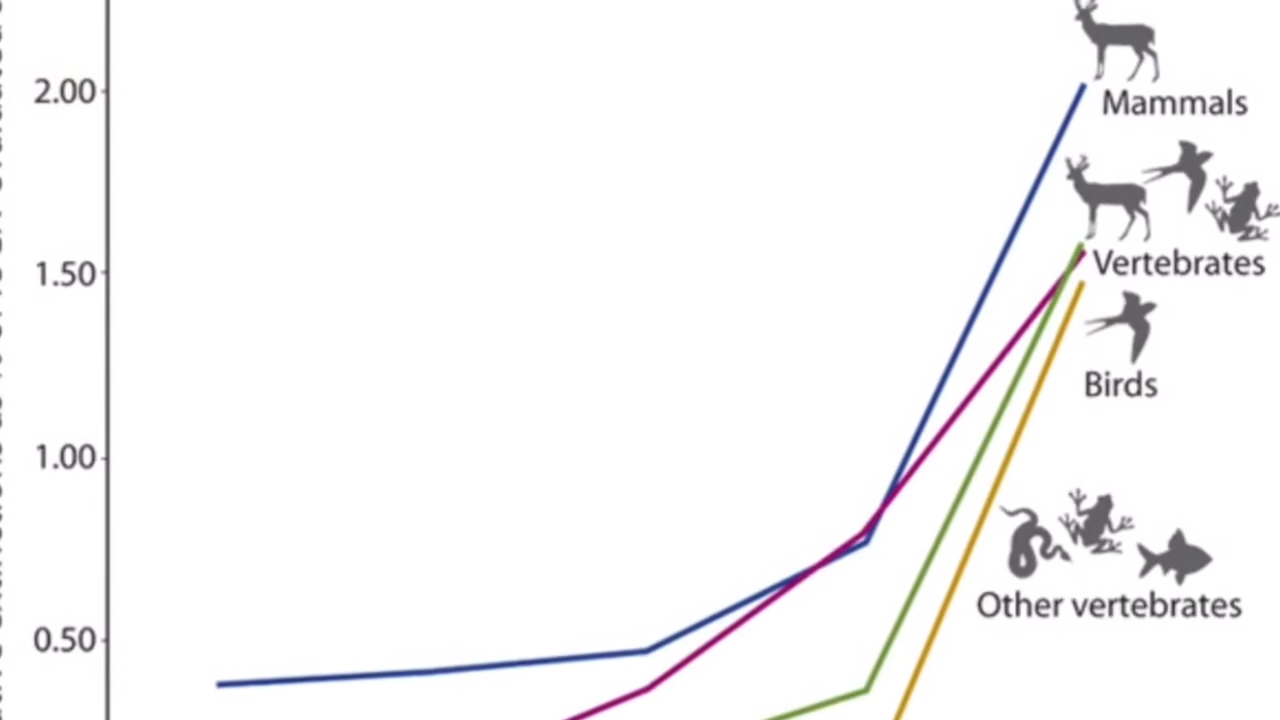 2.00
Mammals
1.50
Vertebrates
Birds
1.00
Other vertebrates
0.50